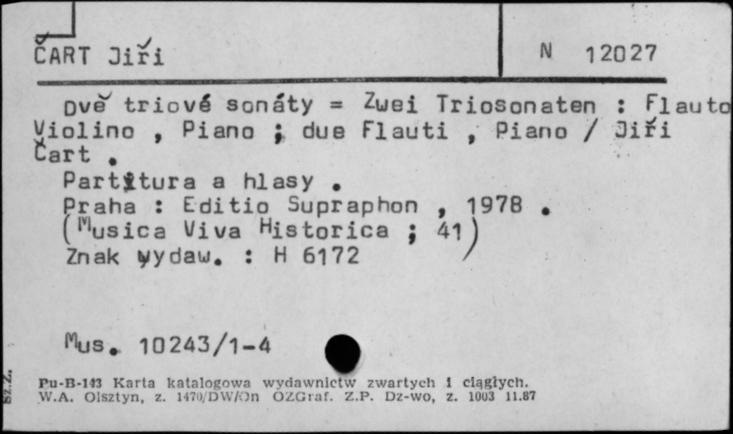 ČART Jiří
N 12027
Dvě triové sonáty = Zwei Triosonaten : Flauto
Violino , Piano ; due Flauti , Piano / Jiří
Čart .
Partitura a hlasy .
Praha : Editio Supraphon , 1978 .
(Musica Viva Historica ; 41)
Znak wydaw. : H 6172
Mus. 10243/1-4
Pu-B-143 Karta katalogowa wydawnictw zwartych i ciągłych.
W.A. Olsztyn, z. 1470/DW/On OZGraf. Z.P. Dz-wo, z. 1003 11.87